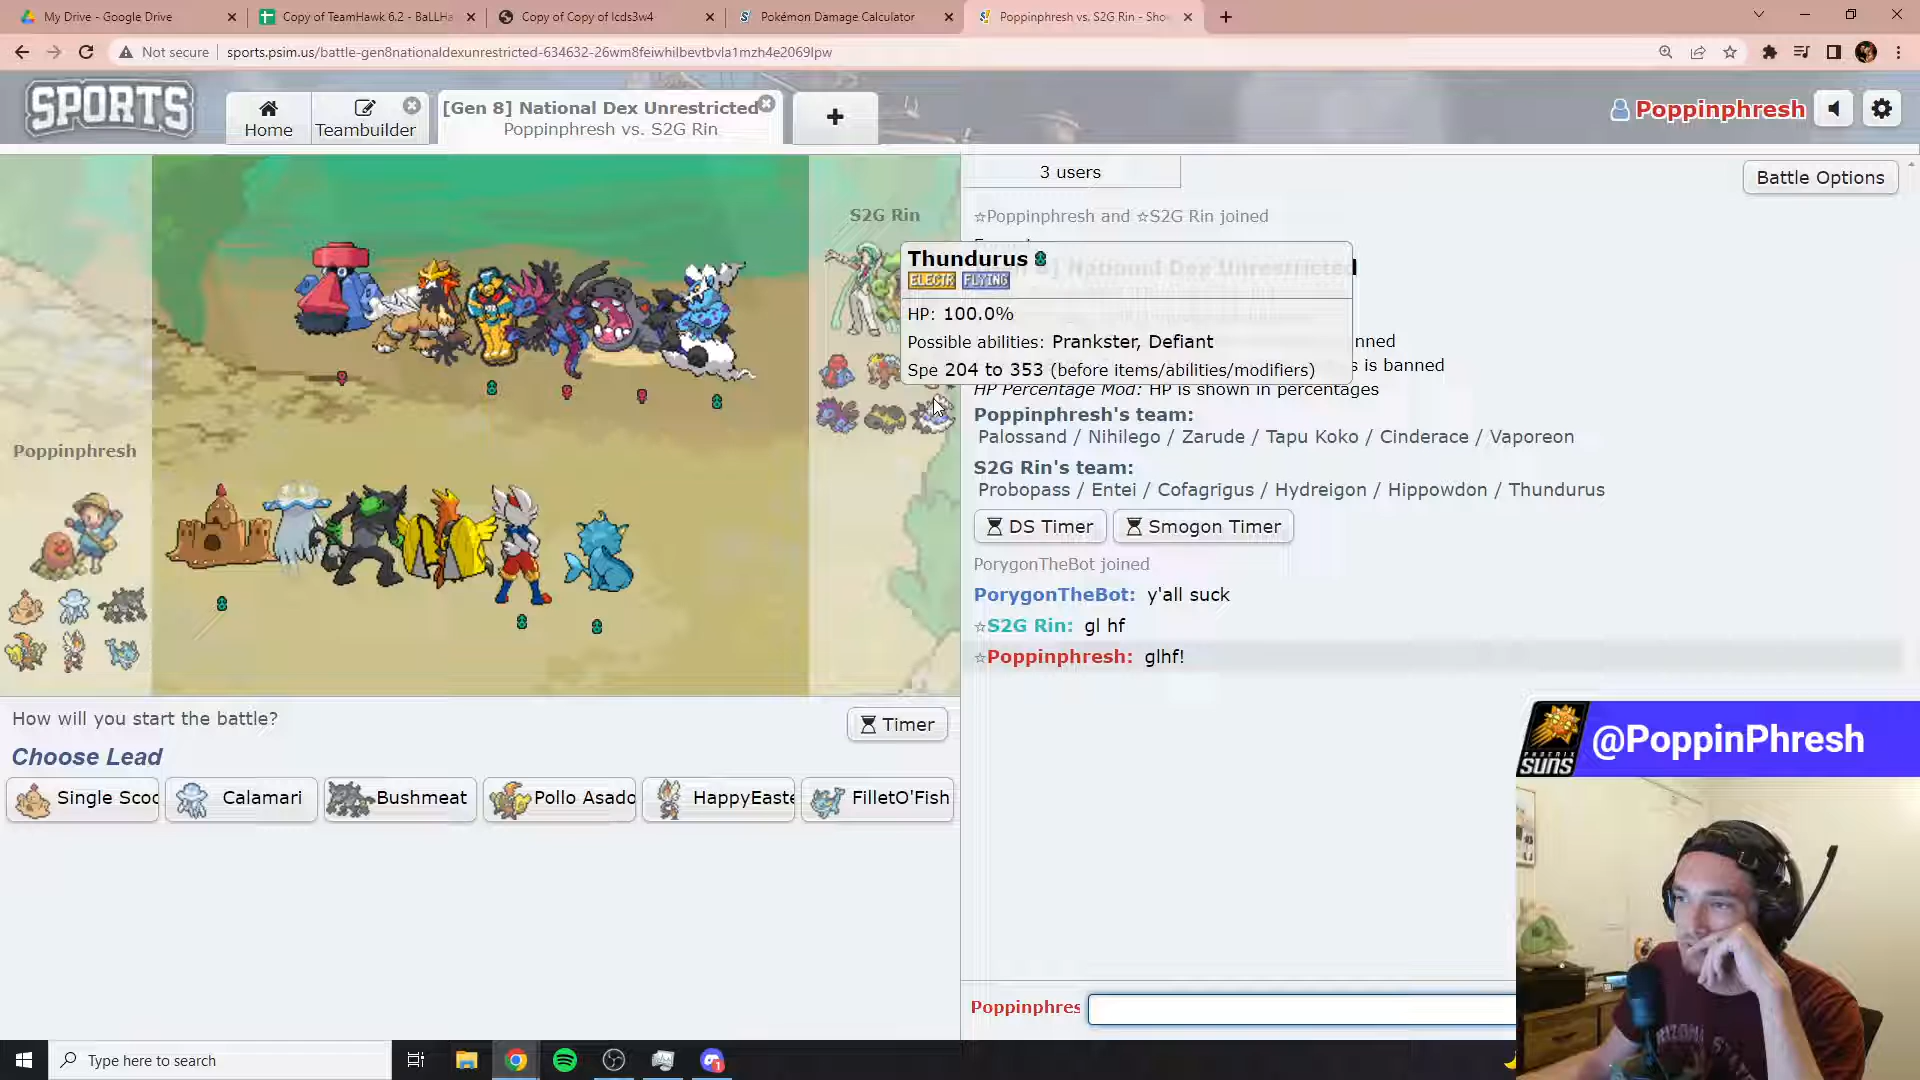 My Drive - Google Drive
Copy of TeamHawk 6.2 - BaLLHa
Copy of Copy of lcds3w4
Pokémon Damage Calculator
Poppinphresh vs. S2G Rin - Sho
Not secure
sports.psim.us/battle-gen8nationaldexunrestricted-634632-26wm8feiwhilbevtbvla1mzh4e2069lpw
SPORTS
Home
Teambuilder
[Gen 8] National Dex Unrestricted
Poppinphresh vs. S2G Rin
+
Poppinphresh
3 users
Battle Options
S2G Rin
☆Poppinphresh and ☆S2G Rin joined
Thundurus
ELECTR FLYING
HP: 100.0%
Possible abilities: Prankster, Defiant
Spe 204 to 353 (before items/abilities/modifiers)
National Dex Unrestricted
nned
s is banned
HP Percentage Mod: HP is shown in percentages
Poppinphresh's team:
Palossand / Nihilego / Zarude / Tapu Koko / Cinderace / Vaporeon
S2G Rin's team:
Probopass / Entei / Cofagrigus / Hydreigon / Hippowdon / Thundurus
DS Timer
Smogon Timer
PorygonTheBot joined
PorygonTheBot: y'all suck
☆S2G Rin: gl hf
☆Poppinphresh: glhf!
Poppinphresh
How will you start the battle?
Timer
Choose Lead
Single Scoo
Calamari
Bushmeat
Pollo Asado
HappyEaste
FilletO'Fish
PHOENIX
SUNS
@PoppinPhresh
Poppinphres
Type here to search
1